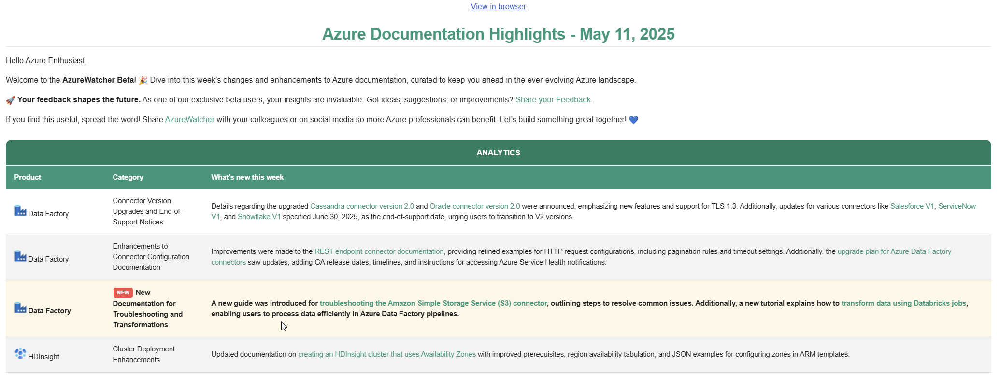 View in browser
Azure Documentation Highlights - May 11, 2025
Hello Azure Enthusiast,
Welcome to the AzureWatcher Beta! 🎉 Dive into this week’s changes and enhancements to Azure documentation, curated to keep you ahead in the ever-evolving Azure landscape.
🚀 Your feedback shapes the future. As one of our exclusive beta users, your insights are invaluable. Got ideas, suggestions, or improvements? Share your Feedback.
If you find this useful, spread the word! Share AzureWatcher with your colleagues or on social media so more Azure professionals can benefit. Let’s build something great together! 💙
ANALYTICS
Product Category What's new this week
Data Factory
Connector Version
Upgrades and End-of-
Support Notices
Details regarding the upgraded Cassandra connector version 2.0 and Oracle connector version 2.0 were announced, emphasizing new features and support for TLS 1.3. Additionally, updates for various connectors like Salesforce V1, ServiceNow
V1, and Snowflake V1 specified June 30, 2025, as the end-of-support date, urging users to transition to V2 versions.
Data Factory
Enhancements to
Connector Configuration
Documentation
Improvements were made to the REST endpoint connector documentation, providing refined examples for HTTP request configurations, including pagination rules and timeout settings. Additionally, the upgrade plan for Azure Data Factory
connectors saw updates, adding GA release dates, timelines, and instructions for accessing Azure Service Health notifications.
Data Factory
NEW New
Documentation for
Troubleshooting and
Transformations
A new guide was introduced for troubleshooting the Amazon Simple Storage Service (S3) connector, outlining steps to resolve common issues. Additionally, a new tutorial explains how to transform data using Databricks jobs,
enabling users to process data efficiently in Azure Data Factory pipelines.
HDInsight
Cluster Deployment
Enhancements
Updated documentation on creating an HDInsight cluster that uses Availability Zones with improved prerequisites, region availability tabulation, and JSON examples for configuring zones in ARM templates.